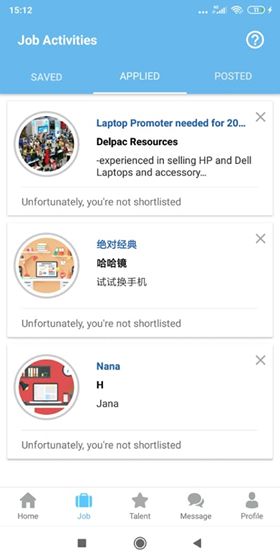 15:12
11
Job Activities
SAVED
APPLIED
POSTED
Laptop Promoter needed for 20...
Delpac Resources
-experienced in selling HP and Dell
Laptops and accessory...
Unfortunately, you're not shortlisted
绝对经典
哈哈镜
试试换手机
Unfortunately, you're not shortlisted
Nana
H
Jana
Unfortunately, you're not shortlisted
Home
Job
Talent
Message
Profile